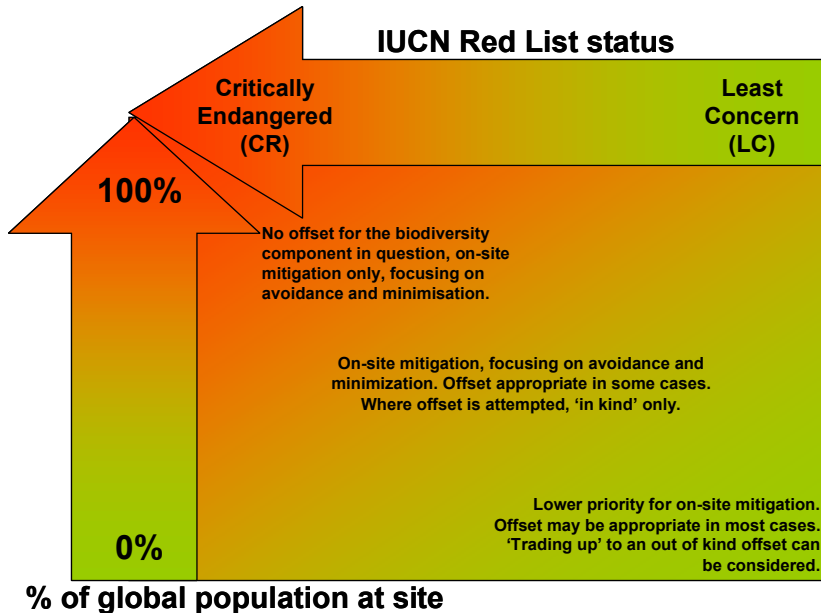 IUCN Red List status
Critically
Endangered
(CR)
Least
Concern
(LC)
100%
No offset for the biodiversity
component in question, on-site
mitigation only, focusing on
avoidance and minimisation.
On-site mitigation, focusing on avoidance and
minimization. Offset appropriate in some cases.
Where offset is attempted, ‘in kind’ only.
Lower priority for on-site mitigation.
Offset may be appropriate in most cases.
‘Trading up’ to an out of kind offset can
be considered.
0%
% of global population at site